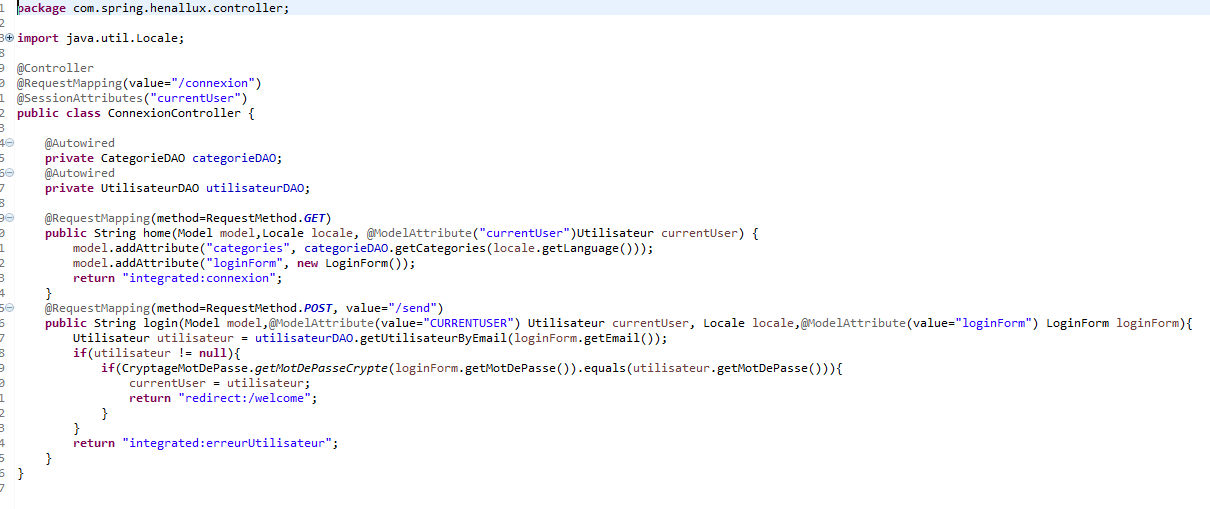 1 package com.spring.henallux.controller;
2
3 import java.util.Locale;
8
9 @Controller
0 @RequestMapping(value="/connexion")
1 @SessionAttributes("currentUser")
2 public class ConnexionController {
3
4 @Autowired
5 private CategorieDAO categorieDAO;
6 @Autowired
7 private UtilisateurDAO utilisateurDAO;
8
9 @RequestMapping(method=RequestMethod.GET)
0 public String home(Model model,Locale locale, @ModelAttribute("currentUser")Utilisateur currentUser) {
1 model.addAttribute("categories", categorieDAO.getCategories(locale.getLanguage()));
2 model.addAttribute("loginForm", new LoginForm());
3 return "integrated:connexion";
4 }
5 @RequestMapping(method=RequestMethod.POST, value="/send")
6 public String login(Model model,@ModelAttribute(value="CURRENTUSER") Utilisateur currentUser, Locale locale,@ModelAttribute(value="loginForm") LoginForm loginForm){
7 Utilisateur utilisateur = utilisateurDAO.getUtilisateurByEmail(loginForm.getEmail());
8 if(utilisateur != null){
9 if(CryptageMotDePasse.getMotDePasseCrypte(loginForm.getMotDePasse()).equals(utilisateur.getMotDePasse())){
0 currentUser = utilisateur;
1 return "redirect:/welcome";
2 }
3 }
4 return "integrated:erreurUtilisateur";
5 }
6 }
7